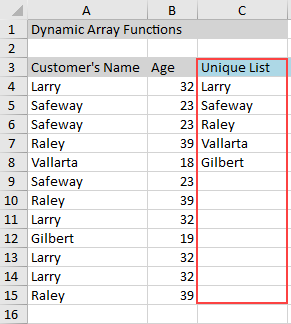 A B C
1 Dynamic Array Functions
2
3 Customer's Name Age Unique List
4 Larry 32 Larry
5 Safeway 23 Safeway
6 Safeway 23 Raley
7 Raley 39 Vallarta
8 Vallarta 18 Gilbert
9 Safeway 23
10 Raley 39
11 Larry 32
12 Gilbert 19
13 Larry 32
14 Larry 32
15 Raley 39
16